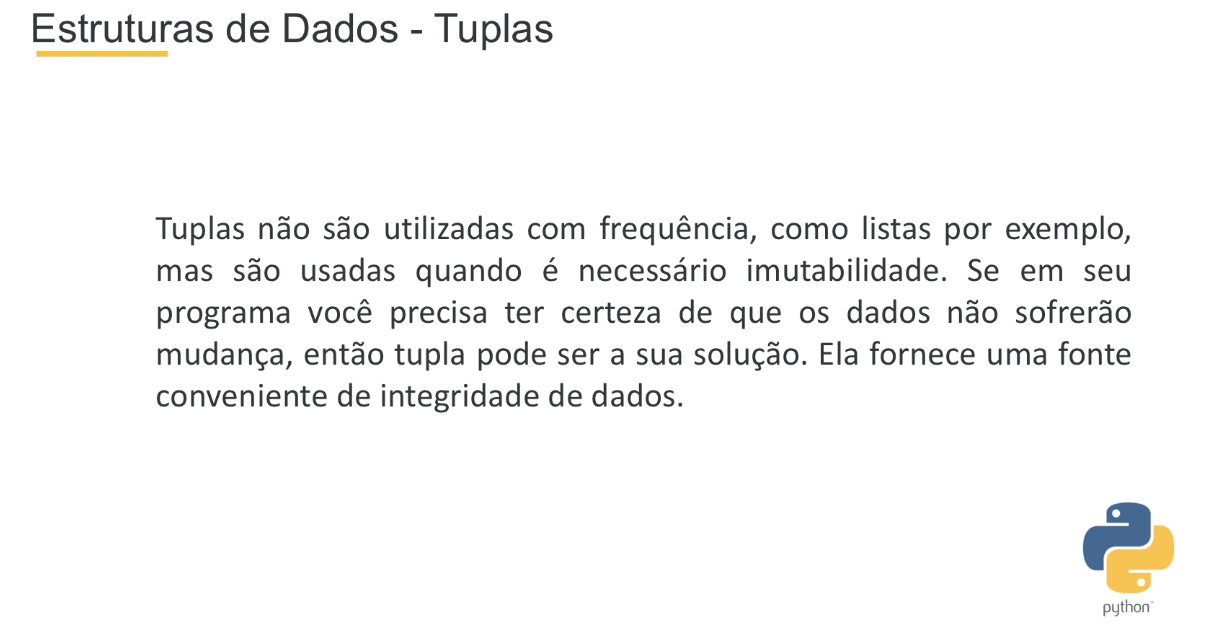 Estruturas de Dados - Tuplas
Tuplas não são utilizadas com frequência, como listas por exemplo,
mas são usadas quando é necessário imutabilidade. Se em seu
programa você precisa ter certeza de que os dados não sofrerão
mudança, então tupla pode ser a sua solução. Ela fornece uma fonte
conveniente de integridade de dados.
python™